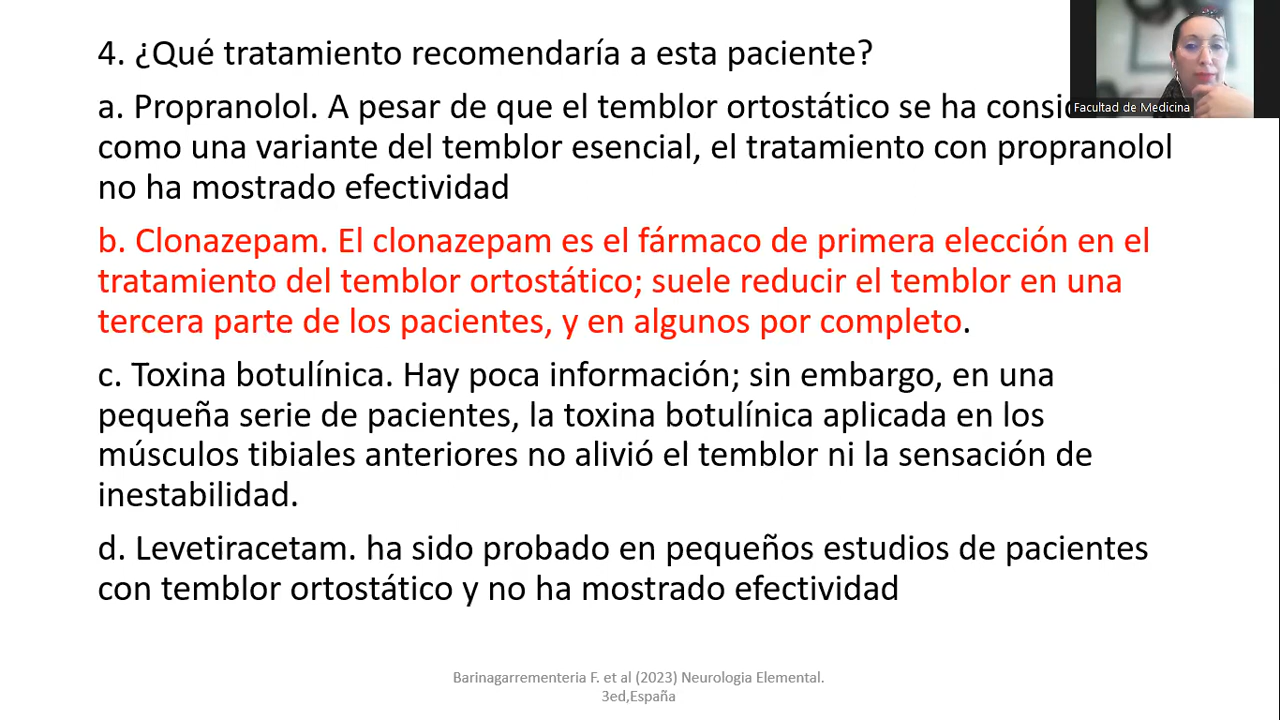 4. ¿Qué tratamiento recomendaría a esta paciente?
a. Propranolol. A pesar de que el temblor ortostático se ha
Facultad de Medicina
como una variante del temblor esencial, el tratamiento con propranolol
no ha mostrado efectividad
b. Clonazepam. El clonazepam es el fármaco de primera elección en el
tratamiento del temblor ortostático; suele reducir el temblor en una
tercera parte de los pacientes, y en algunos por completo.
c. Toxina botulínica. Hay poca información; sin embargo, en una
pequeña serie de pacientes, la toxina botulínica aplicada en los
músculos tibiales anteriores no alivió el temblor ni la sensación de
inestabilidad.
d. Levetiracetam. ha sido probado en pequeños estudios de pacientes
con temblor ortostático y no ha mostrado efectividad
Barinagarrementeria F. et al (2023) Neurologia Elemental.
3ed,España